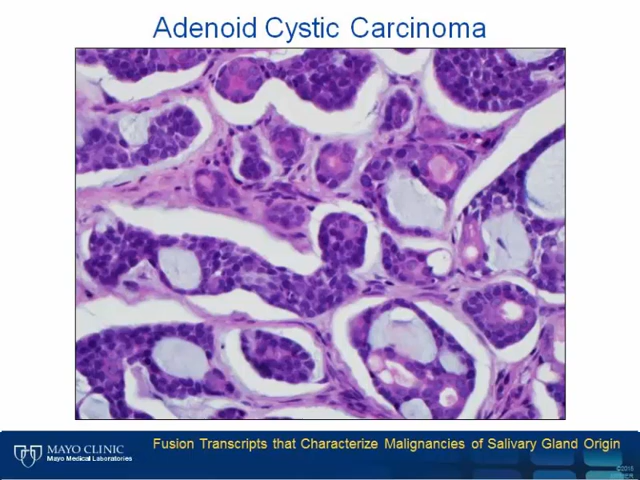 Adenoid Cystic Carcinoma
Fusion Transcripts that Characterize Malignancies of Salivary Gland Origin
MAYO CLINIC
Mayo Medical Laboratories